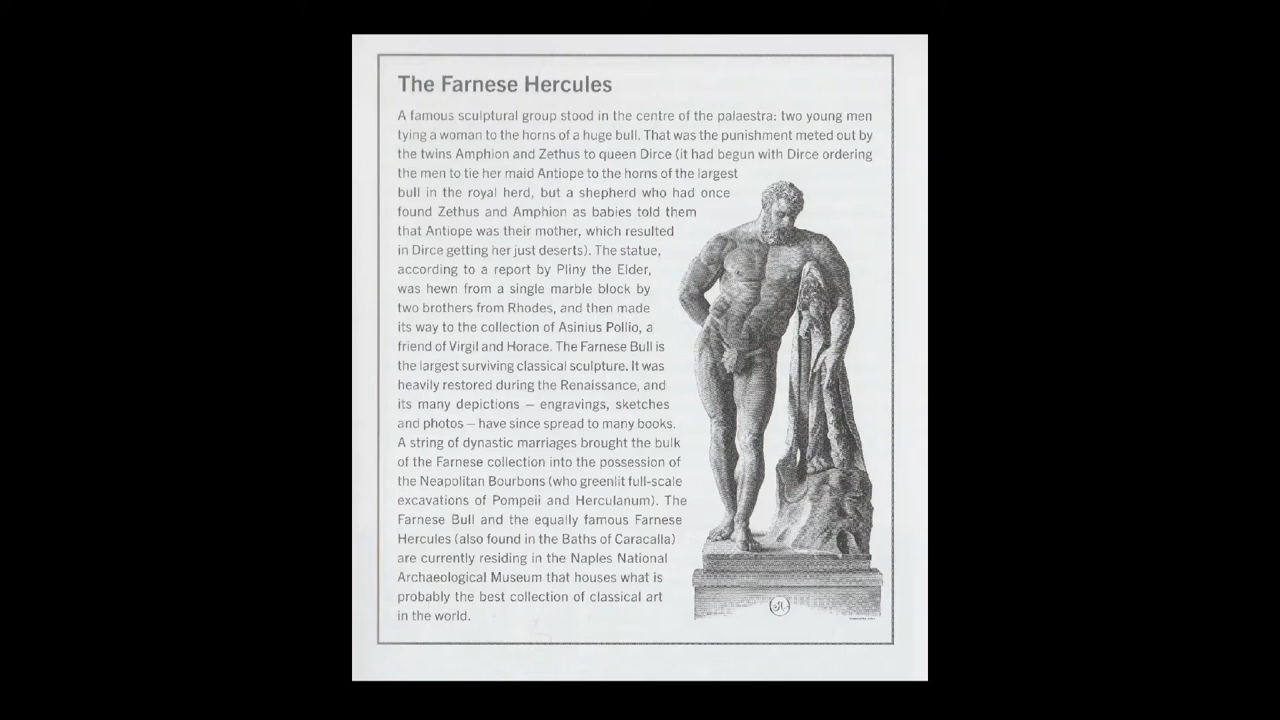 The Farnese Hercules
A famous sculptural group stood in the centre of the palaestra: two young men
tying a woman to the horns of a huge bull. That was the punishment meted out by
the twins Amphion and Zethus to queen Dirce (it had begun with Dirce ordering
the men to tie her maid Antiope to the horns of the largest
bull in the royal herd, but a shepherd who had once
found Zethus and Amphion as babies told them
that Antiope was their mother, which resulted
in Dirce getting her just deserts). The statue,
according to a report by Pliny the Elder,
was hewn from a single marble block by
two brothers from Rhodes, and then made
its way to the collection of Asinius Pollio, a
friend of Virgil and Horace. The Farnese Bull is
the largest surviving classical sculpture. It was
heavily restored during the Renaissance, and
its many depictions – engravings, sketches
and photos – have since spread to many books.
A string of dynastic marriages brought the bulk
of the Farnese collection into the possession of
the Neapolitan Bourbons (who greenlit full-scale
excavations of Pompeii and Herculanum). The
Farnese Bull and the equally famous Farnese
Hercules (also found in the Baths of Caracalla)
are currently residing in the Naples National
Archaeological Museum that houses what is
probably the best collection of classical art
in the world.